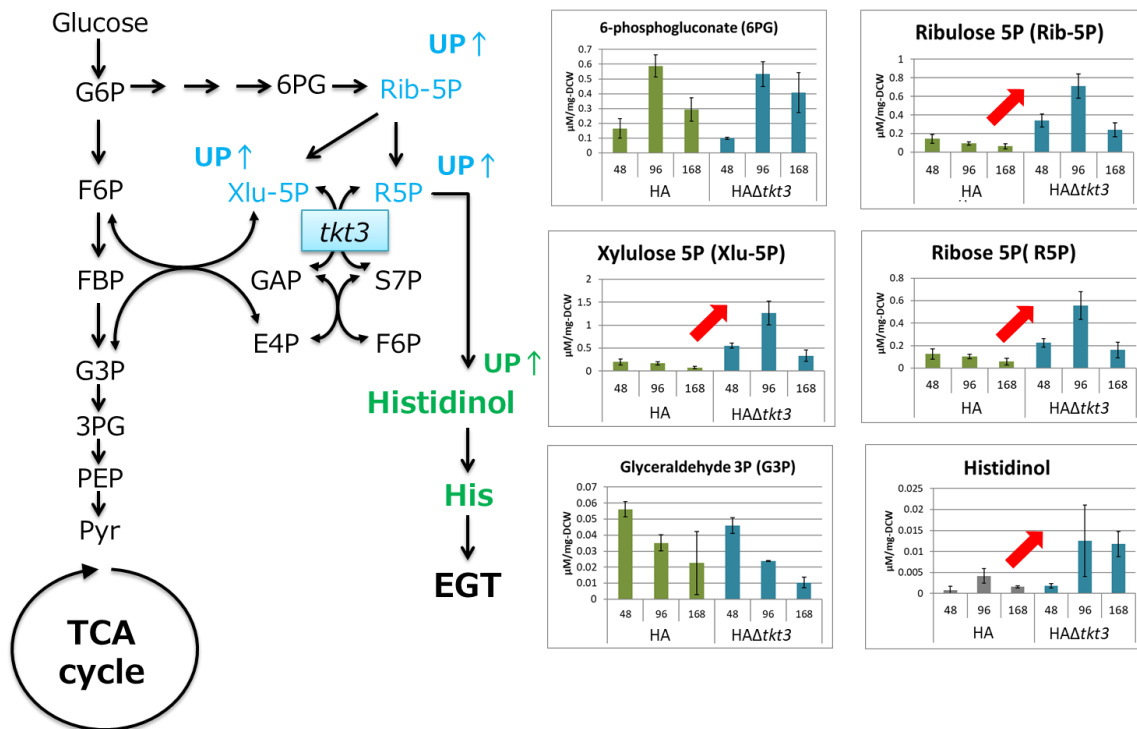 Glucose
G6P
6PG
Rib-5P
UP ↑
UP ↑
UP ↑
F6P
Xlu-5P
R5P
tkt3
FBP
GAP
S7P
E4P
F6P
G3P
UP ↑
Histidinol
3PG
PEP
His
Pyr
EGT
TCA
cycle
6-phosphogluconate (6PG)
µM/mg-DCW
0.7
0.6
0.5
0.4
0.3
0.2
0.1
0
48 96 168 48 96 168
HA HAΔtkt3
Ribulose 5P (Rib-5P)
µM/mg-DCW
1
0.8
0.6
0.4
0.2
0
48 96 168 48 96 168
HA HAΔtkt3
Xylulose 5P (Xlu-5P)
µM/mg-DCW
2
1.5
1
0.5
0
48 96 168 48 96 168
HA HAΔtkt3
Ribose 5P( R5P)
µM/mg-DCW
0.8
0.6
0.4
0.2
0
48 96 168 48 96 168
HA HAΔtkt3
Glyceraldehyde 3P (G3P)
µM/mg-DCW
0.07
0.06
0.05
0.04
0.03
0.02
0.01
0
48 96 168 48 96 168
HA HAΔtkt3
Histidinol
µM/mg-DCW
0.025
0.02
0.015
0.01
0.005
0
48 96 168 48 96 168
HA HAΔtkt3